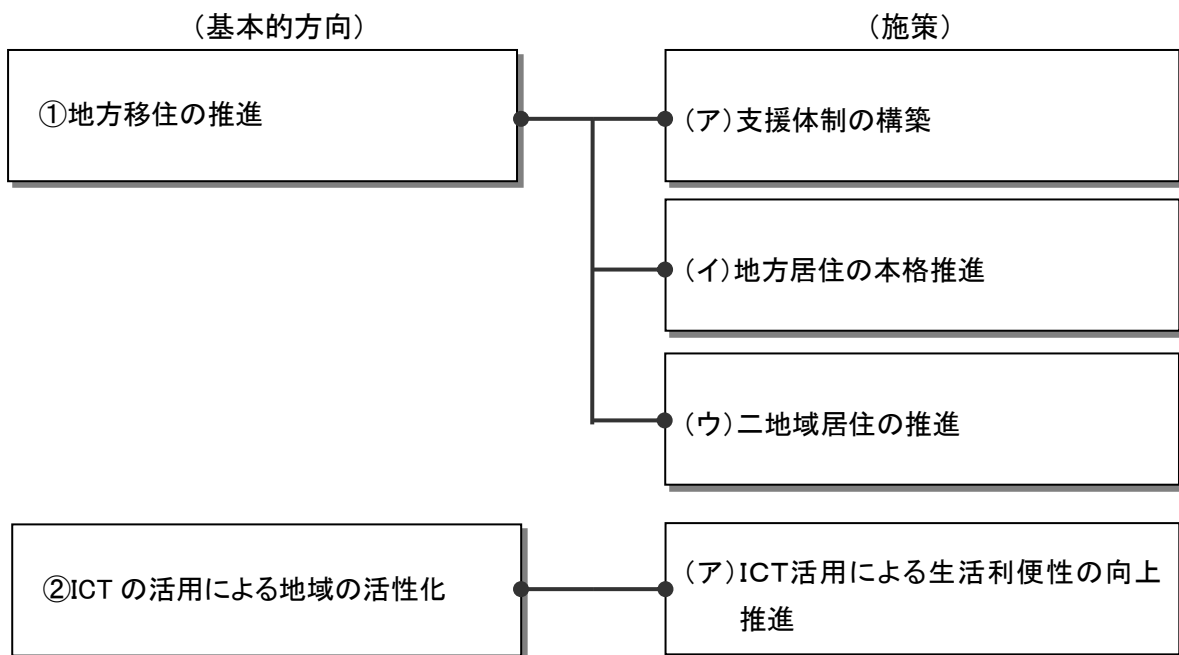 (基本的方向)
(施策)
①地方移住の推進
(ア)支援体制の構築
(イ)地方居住の本格推進
(ウ)二地域居住の推進
②ICT の活用による地域の活性化
(ア)ICT活用による生活利便性の向上
推進